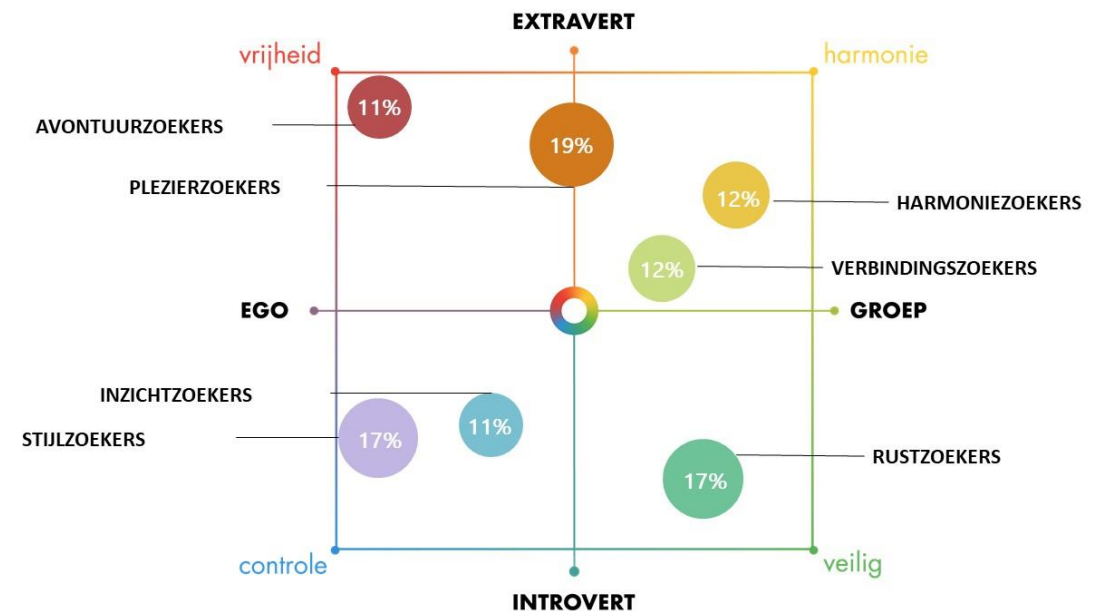 EXTRAVERT
vrijheid
harmonie
11%
AVONTUURZOEKERS
19%
PLEZIERZOEKERS
12%
HARMONIEZOEKERS
12%
VERBINDINGSZOEKERS
EGO
GROEP
INZICHTZOEKERS
11%
STIJLZOEKERS
17%
RUSTZOEKERS
17%
controle
veilig
INTROVERT